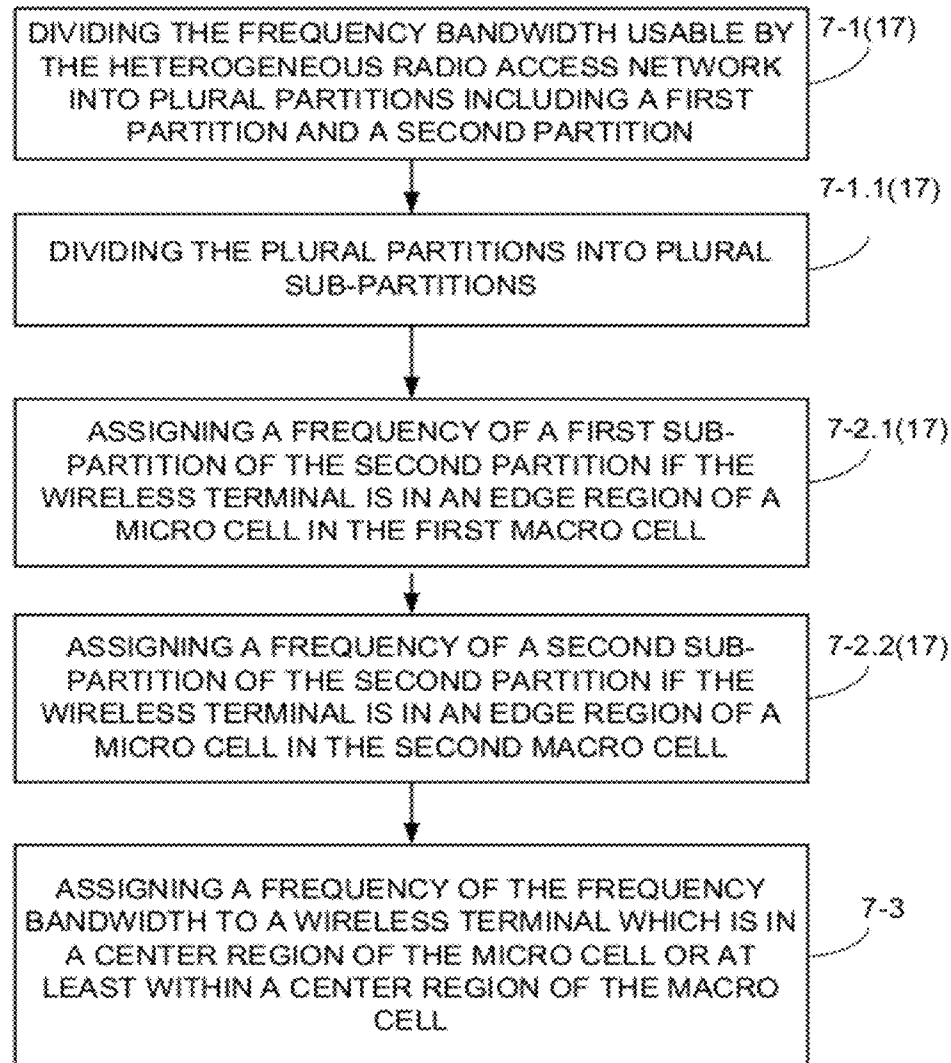 DIVIDING THE FREQUENCY BANDWIDTH USABLE BY
THE HETEROGENEOUS RADIO ACCESS NETWORK
INTO PLURAL PARTITIONS INCLUDING A FIRST
PARTITION AND A SECOND PARTITION
7-1(17)
7-1.1(17)
DIVIDING THE PLURAL PARTITIONS INTO PLURAL
SUB-PARTITIONS
ASSIGNING A FREQUENCY OF A FIRST SUB-
PARTITION OF THE SECOND PARTITION IF THE
WIRELESS TERMINAL IS IN AN EDGE REGION OF A
MICRO CELL IN THE FIRST MACRO CELL
7-2.1(17)
ASSIGNING A FREQUENCY OF A SECOND SUB-
PARTITION OF THE SECOND PARTITION IF THE
WIRELESS TERMINAL IS IN AN EDGE REGION OF A
MICRO CELL IN THE SECOND MACRO CELL
7-2.2(17)
ASSIGNING A FREQUENCY OF THE FREQUENCY
BANDWIDTH TO A WIRELESS TERMINAL WHICH IS IN
A CENTER REGION OF THE MICRO CELL OR AT
LEAST WITHIN A CENTER REGION OF THE MACRO
CELL
7-3